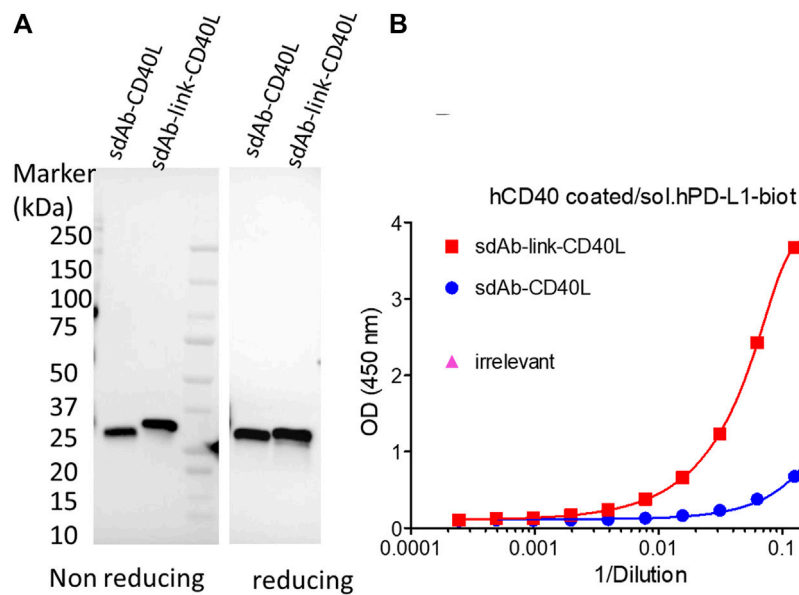 A
B
sdAb-CD40L
sdAb-link-CD40L
sdAb-CD40L
sdAb-link-CD40L
Marker
(kDa)
250
150
100
75
50
37
25
20
15
10
Non reducing
reducing
hCD40 coated/sol.hPD-L1-biot
4
3
2
1
0
OD (450 nm)
sdAb-link-CD40L
sdAb-CD40L
irrelevant
0.0001
0.001
0.01
0.1
1/Dilution